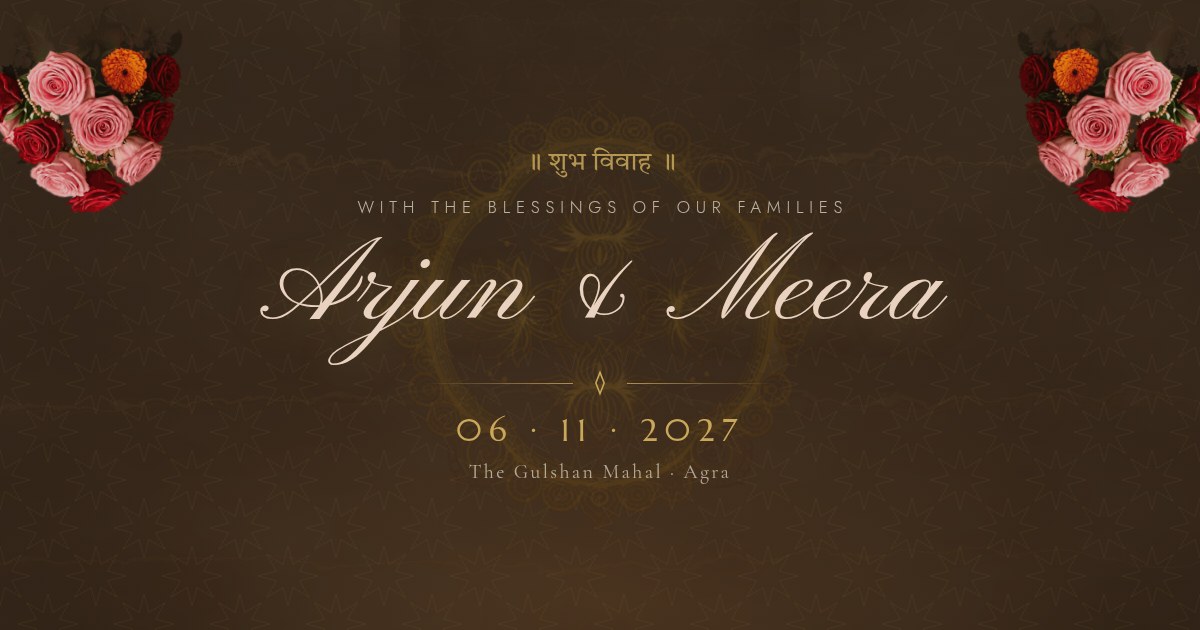 ॥ शुभ विवाह ॥
WITH THE BLESSINGS OF OUR FAMILIES
Arjun & Meera
06 · 11 · 2027
The Gulshan Mahal · Agra